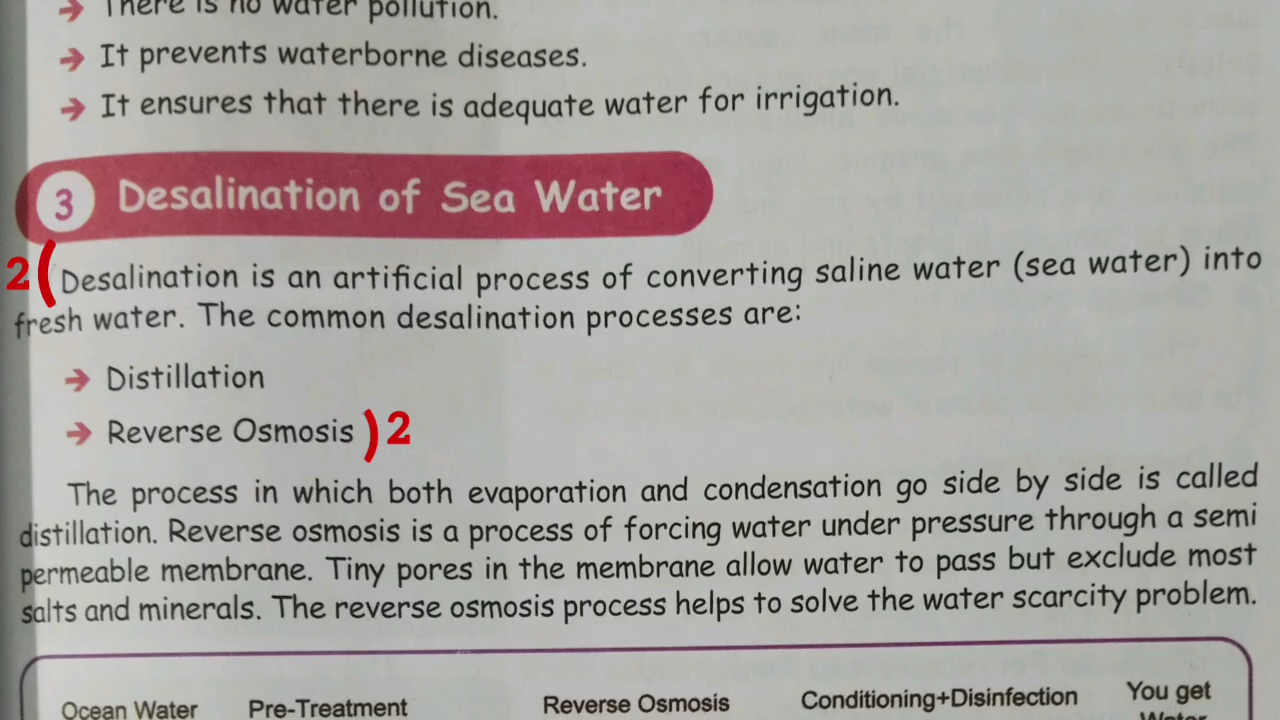 → There is no water pollution.
→ It prevents waterborne diseases.
→ It ensures that there is adequate water for irrigation.
3 Desalination of Sea Water
2 ( Desalination is an artificial process of converting saline water (sea water) into
fresh water. The common desalination processes are:
→ Distillation
→ Reverse Osmosis ) 2
The process in which both evaporation and condensation go side by side is called
distillation. Reverse osmosis is a process of forcing water under pressure through a semi
permeable membrane. Tiny pores in the membrane allow water to pass but exclude most
salts and minerals. The reverse osmosis process helps to solve the water scarcity problem.
Ocean Water Pre-Treatment Reverse Osmosis Conditioning+Disinfection You get
Water